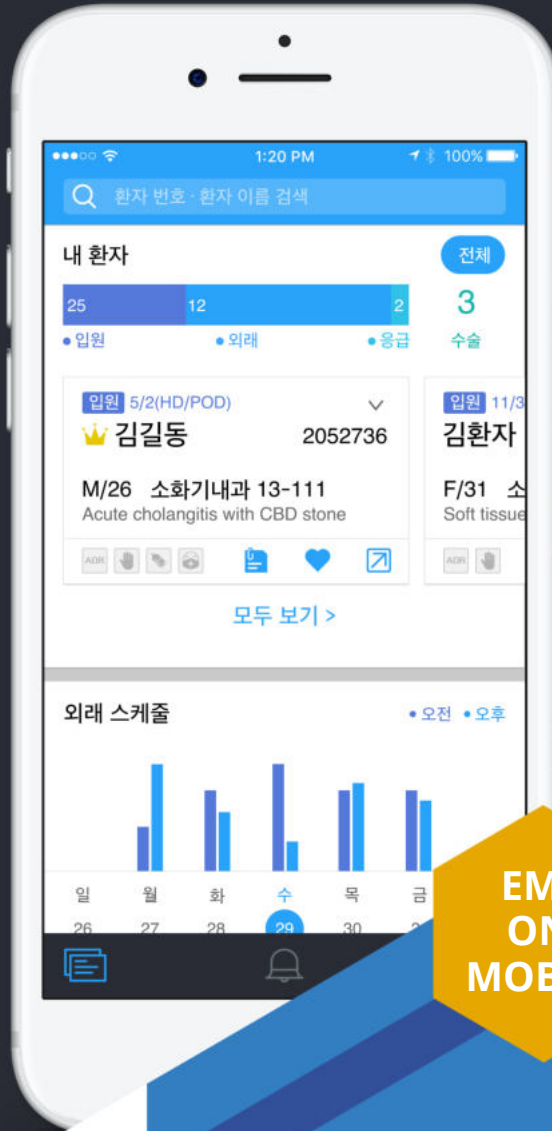 1:20 PM 100%
환자 번호 · 환자 이름 검색
내 환자 전체
25 12 2 3
•입원 •외래 •응급 수술
입원 5/2(HD/POD)
김길동 2052736
M/26 소화기내과 13-111
Acute cholangitis with CBD stone
ADR
입원 11/3
김환자
F/31 소
Soft tissue
ADR
모두 보기 >
외래 스케줄 •오전 •오후
일 월 화 수 목 금
26 27 28 29 30
EM
ON
MOB